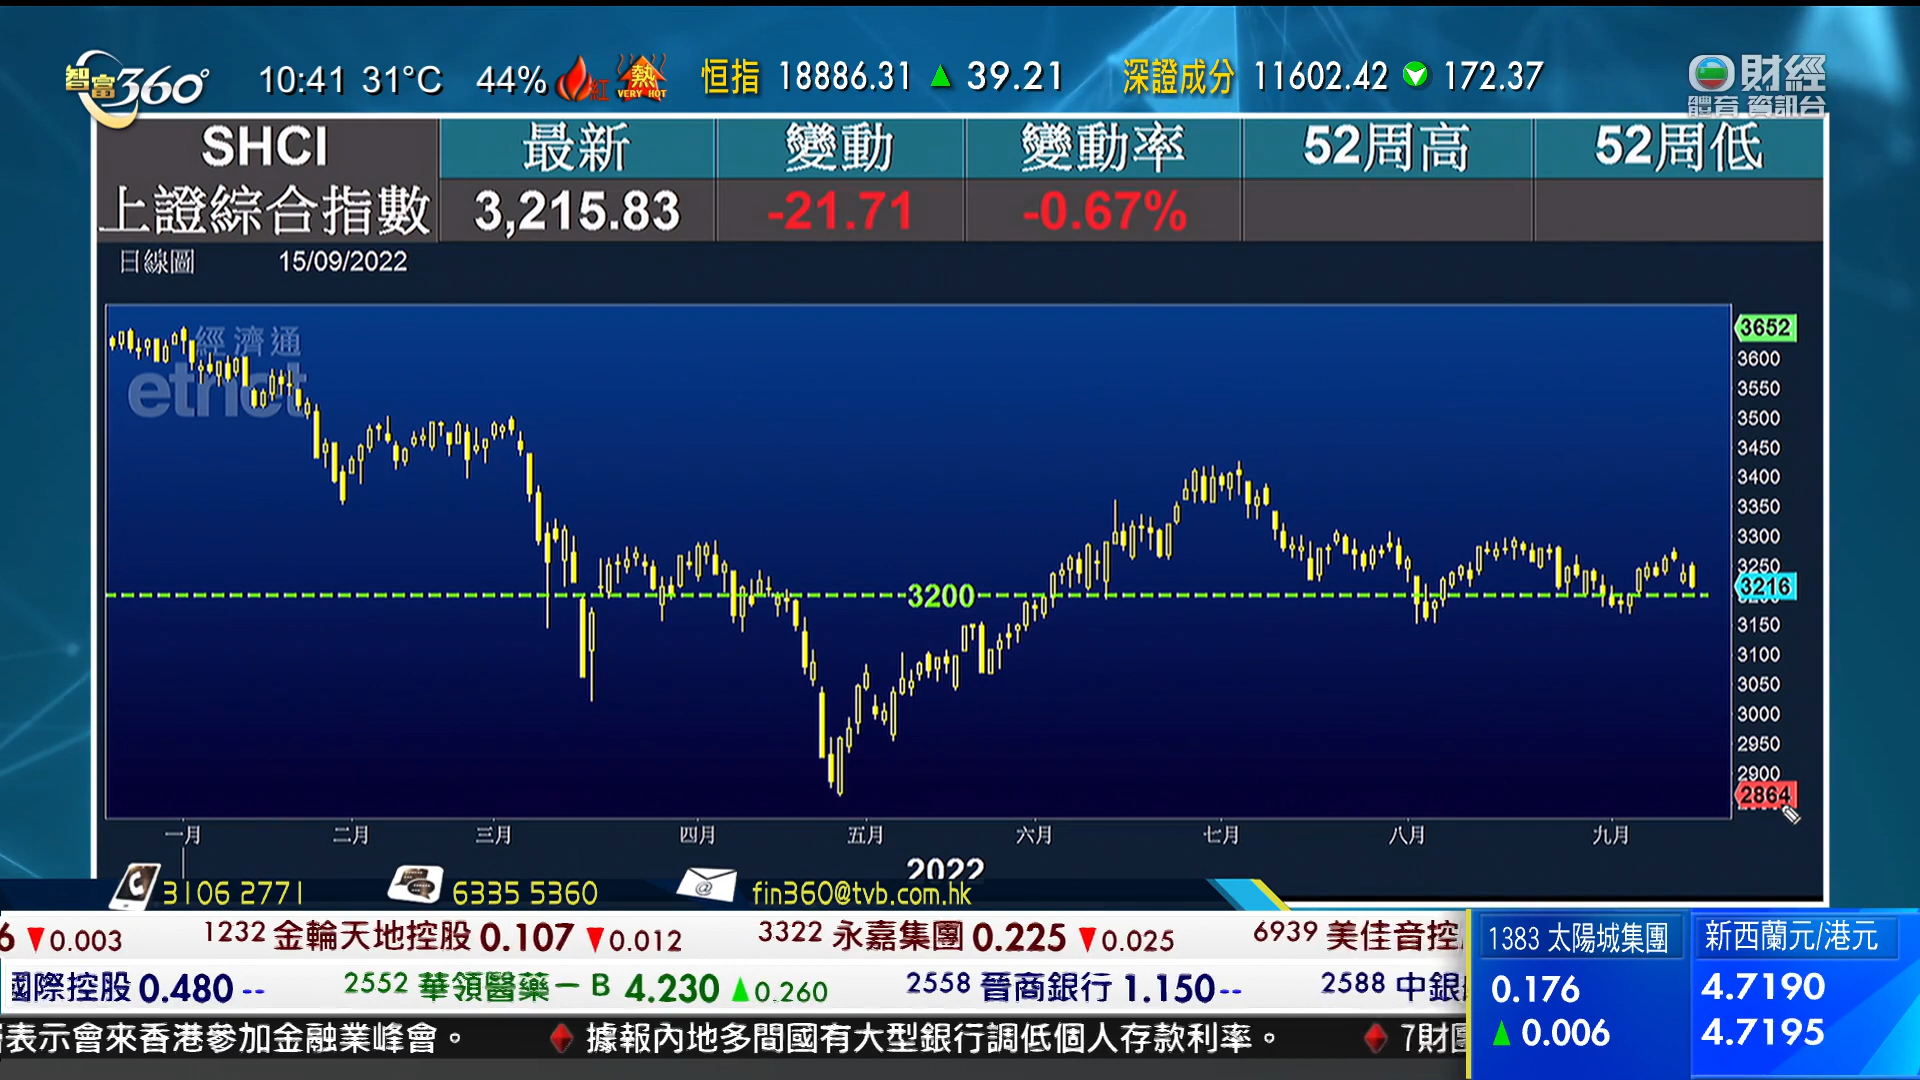 智富360°
10:41 31°C 44% 紅 熱 VERY HOT 恒指 18886.31 ▲ 39.21 深證成分 11602.42 ▼ 172.37
財經
體育 資訊台
SHCI 最新 變動 變動率 52周高 52周低
上證綜合指數 3,215.83 -21.71 -0.67%
日線圖 15/09/2022
經濟通
etnet
3652
3600
3550
3500
3450
3400
3350
3300
3250
3216
3200
3150
3100
3050
3000
2950
2900
2864
一月 二月 三月 四月 五月 六月 七月 八月 九月
2022
3106 2771 6335 5360 fin360@tvb.com.hk
6 ▼0.003 1232 金輪天地控股 0.107 ▼0.012 3322 永嘉集團 0.225 ▼0.025 6939 美佳音控
國際控股 0.480 -- 2552 華領醫藥－B 4.230 ▲0.260 2558 晉商銀行 1.150 -- 2588 中銀
表示會來香港參加金融業峰會。 ♦ 據報內地多間國有大型銀行調低個人存款利率。 ♦ 7財
1383 太陽城集團
0.176
▲ 0.006
新西蘭元/港元
4.7190
4.7195